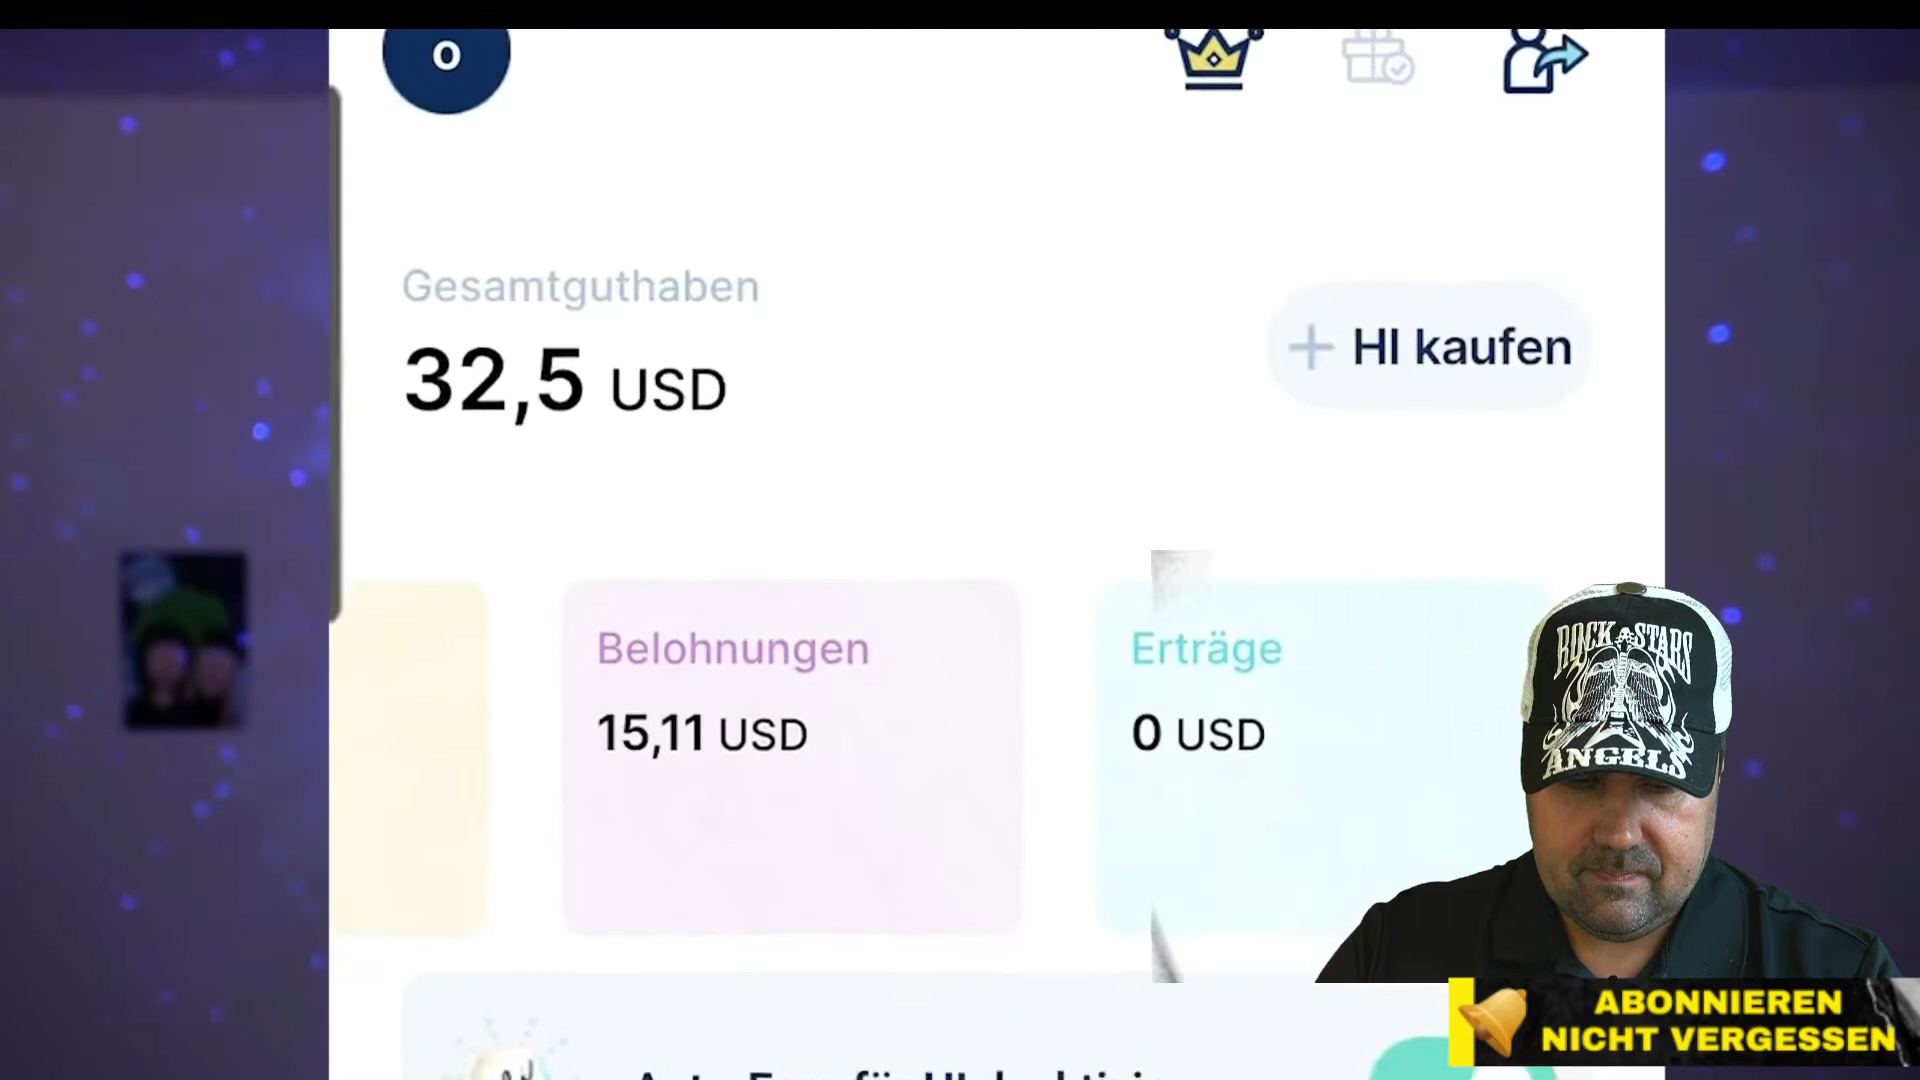 O
Gesamtguthaben
32,5 USD
HI kaufen
Belohnungen
15,11 USD
Erträge
0 USD
ROCK STARS
ANGELS
ABONNIEREN
NICHT VERGESSEN